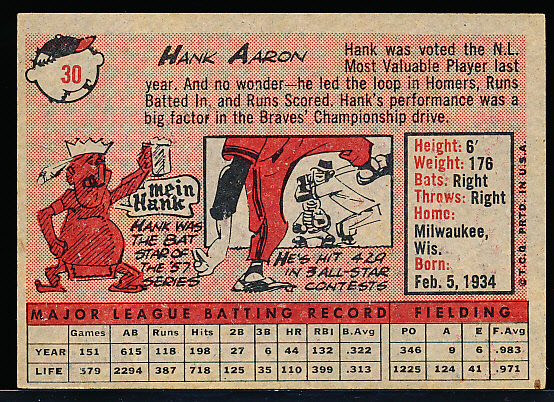 30
HANK AARON
Hank was voted the N.L.
Most Valuable Player last
year. And no wonder—he led the loop in Homers, Runs
Batted In, and Runs Scored. Hank's performance was a
big factor in the Braves' Championship drive.
mein
Hank
HANK WAS
THE BAT
STAR OF
THE 57
SERIES
HE'S HIT .429
IN 3 ALL-STAR
CONTESTS
Height: 6'
Weight: 176
Bats: Right
Throws: Right
Home:
Milwaukee,
Wis.
Born:
Feb. 5, 1934
© T.C.G. PRTD. IN U.S.A.
MAJOR LEAGUE BATTING RECORD FIELDING
Games AB Runs Hits 2B 3B HR RBI B.Avg PO A E F.Avg
YEAR 151 615 118 198 27 6 44 132 .322 346 9 6 .983
LIFE 579 2294 387 718 125 35 110 399 .313 1225 124 41 .971